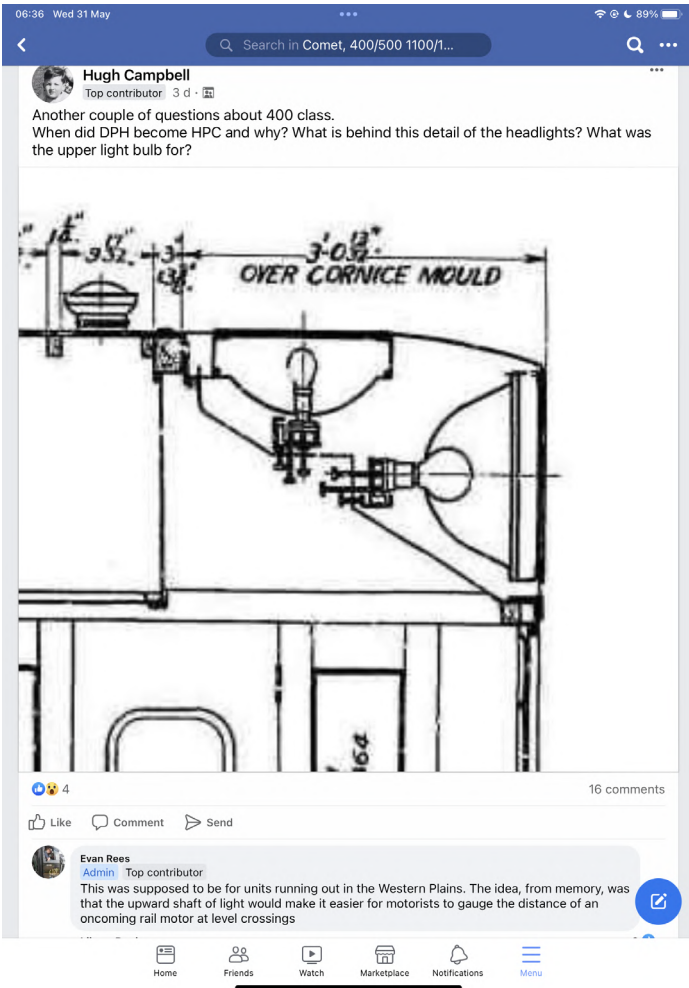 06:36 Wed 31 May
89%
Search in Comet, 400/500 1100/1...
Hugh Campbell
Top contributor 3 d ·
Another couple of questions about 400 class.
When did DPH become HPC and why? What is behind this detail of the headlights? What was
the upper light bulb for?
3'-0 13/32"
OVER CORNICE MOULD
4
16 comments
Like
Comment
Send
Evan Rees
Admin Top contributor
This was supposed to be for units running out in the Western Plains. The idea, from memory, was
that the upward shaft of light would make it easier for motorists to gauge the distance of an
oncoming rail motor at level crossings
Home
Friends
Watch
Marketplace
Notifications
Menu